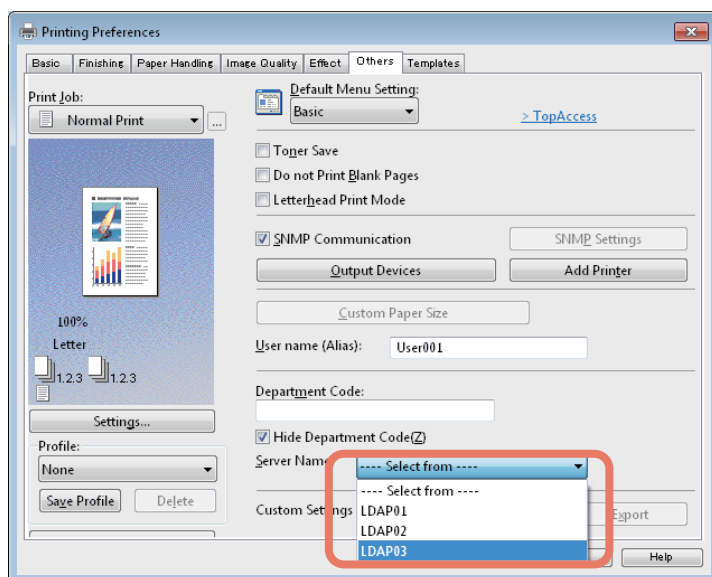 Printing Preferences
Basic Finishing Paper Handling Image Quality Effect Others Templates
Print Job:
Normal Print
...
100%
Letter
1.2.3 1.2.3
Settings...
Profile:
None
Save Profile Delete
Default Menu Setting:
Basic
> TopAccess
Toner Save
Do not Print Blank Pages
Letterhead Print Mode
SNMP Communication SNMP Settings
Output Devices Add Printer
Custom Paper Size
User name (Alias): User001
Department Code:
Hide Department Code(Z)
Server Nam ---- Select from ----
---- Select from ----
LDAP01
LDAP02
LDAP03
Custom Settings Export
Help